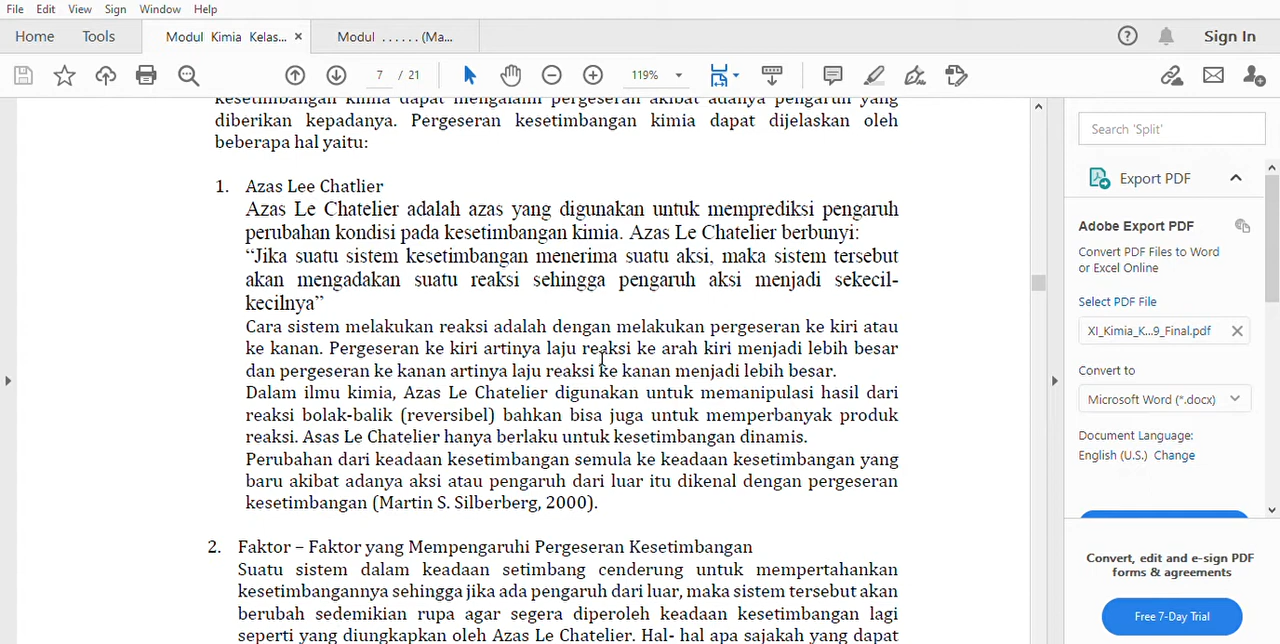 File Edit View Sign Window Help
Home Tools Modul Kimia Kelas... × Modul ...... (Ma... ? Sign In
7 / 21 119%
kesetimbangan kimia dapat mengalami pergeseran akibat adanya pengaruh yang
diberikan kepadanya. Pergeseran kesetimbangan kimia dapat dijelaskan oleh
beberapa hal yaitu:
1. Azas Lee Chatlier
Azas Le Chatelier adalah azas yang digunakan untuk memprediksi pengaruh
perubahan kondisi pada kesetimbangan kimia. Azas Le Chatelier berbunyi:
“Jika suatu sistem kesetimbangan menerima suatu aksi, maka sistem tersebut
akan mengadakan suatu reaksi sehingga pengaruh aksi menjadi sekecil-
kecilnya”
Cara sistem melakukan reaksi adalah dengan melakukan pergeseran ke kiri atau
ke kanan. Pergeseran ke kiri artinya laju reaksi ke arah kiri menjadi lebih besar
dan pergeseran ke kanan artinya laju reaksi ke kanan menjadi lebih besar.
Dalam ilmu kimia, Azas Le Chatelier digunakan untuk memanipulasi hasil dari
reaksi bolak-balik (reversibel) bahkan bisa juga untuk memperbanyak produk
reaksi. Asas Le Chatelier hanya berlaku untuk kesetimbangan dinamis.
Perubahan dari keadaan kesetimbangan semula ke keadaan kesetimbangan yang
baru akibat adanya aksi atau pengaruh dari luar itu dikenal dengan pergeseran
kesetimbangan (Martin S. Silberberg, 2000).
2. Faktor – Faktor yang Mempengaruhi Pergeseran Kesetimbangan
Suatu sistem dalam keadaan setimbang cenderung untuk mempertahankan
kesetimbangannya sehingga jika ada pengaruh dari luar, maka sistem tersebut akan
berubah sedemikian rupa agar segera diperoleh keadaan kesetimbangan lagi
seperti yang diungkapkan oleh Azas Le Chatelier. Hal- hal apa sajakah yang dapat
Search 'Split'
Export PDF
Adobe Export PDF
Convert PDF Files to Word
or Excel Online
Select PDF File
XI_Kimia_K...9_Final.pdf ×
Convert to
Microsoft Word (*.docx)
Document Language:
English (U.S.) Change
Convert, edit and e-sign PDF
forms & agreements
Free 7-Day Trial